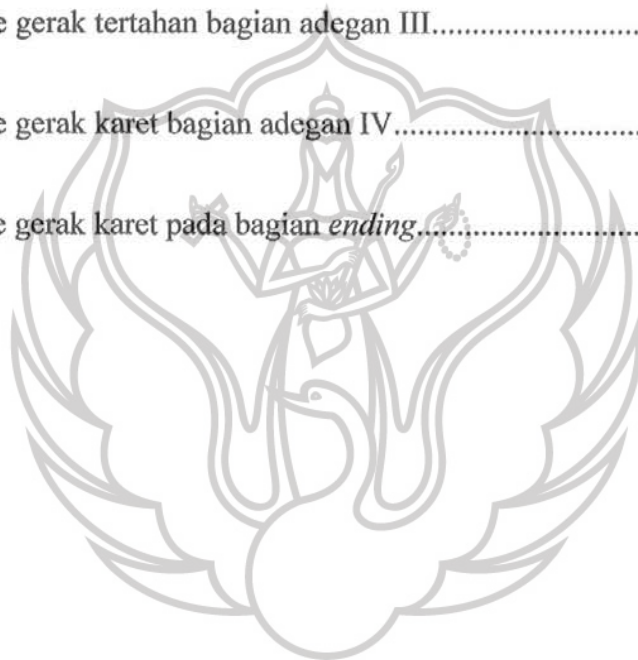 e gerak tertahan bagian adegan III..........................
e gerak karet bagian adegan IV..............................
e gerak karet pada bagian ending...........................